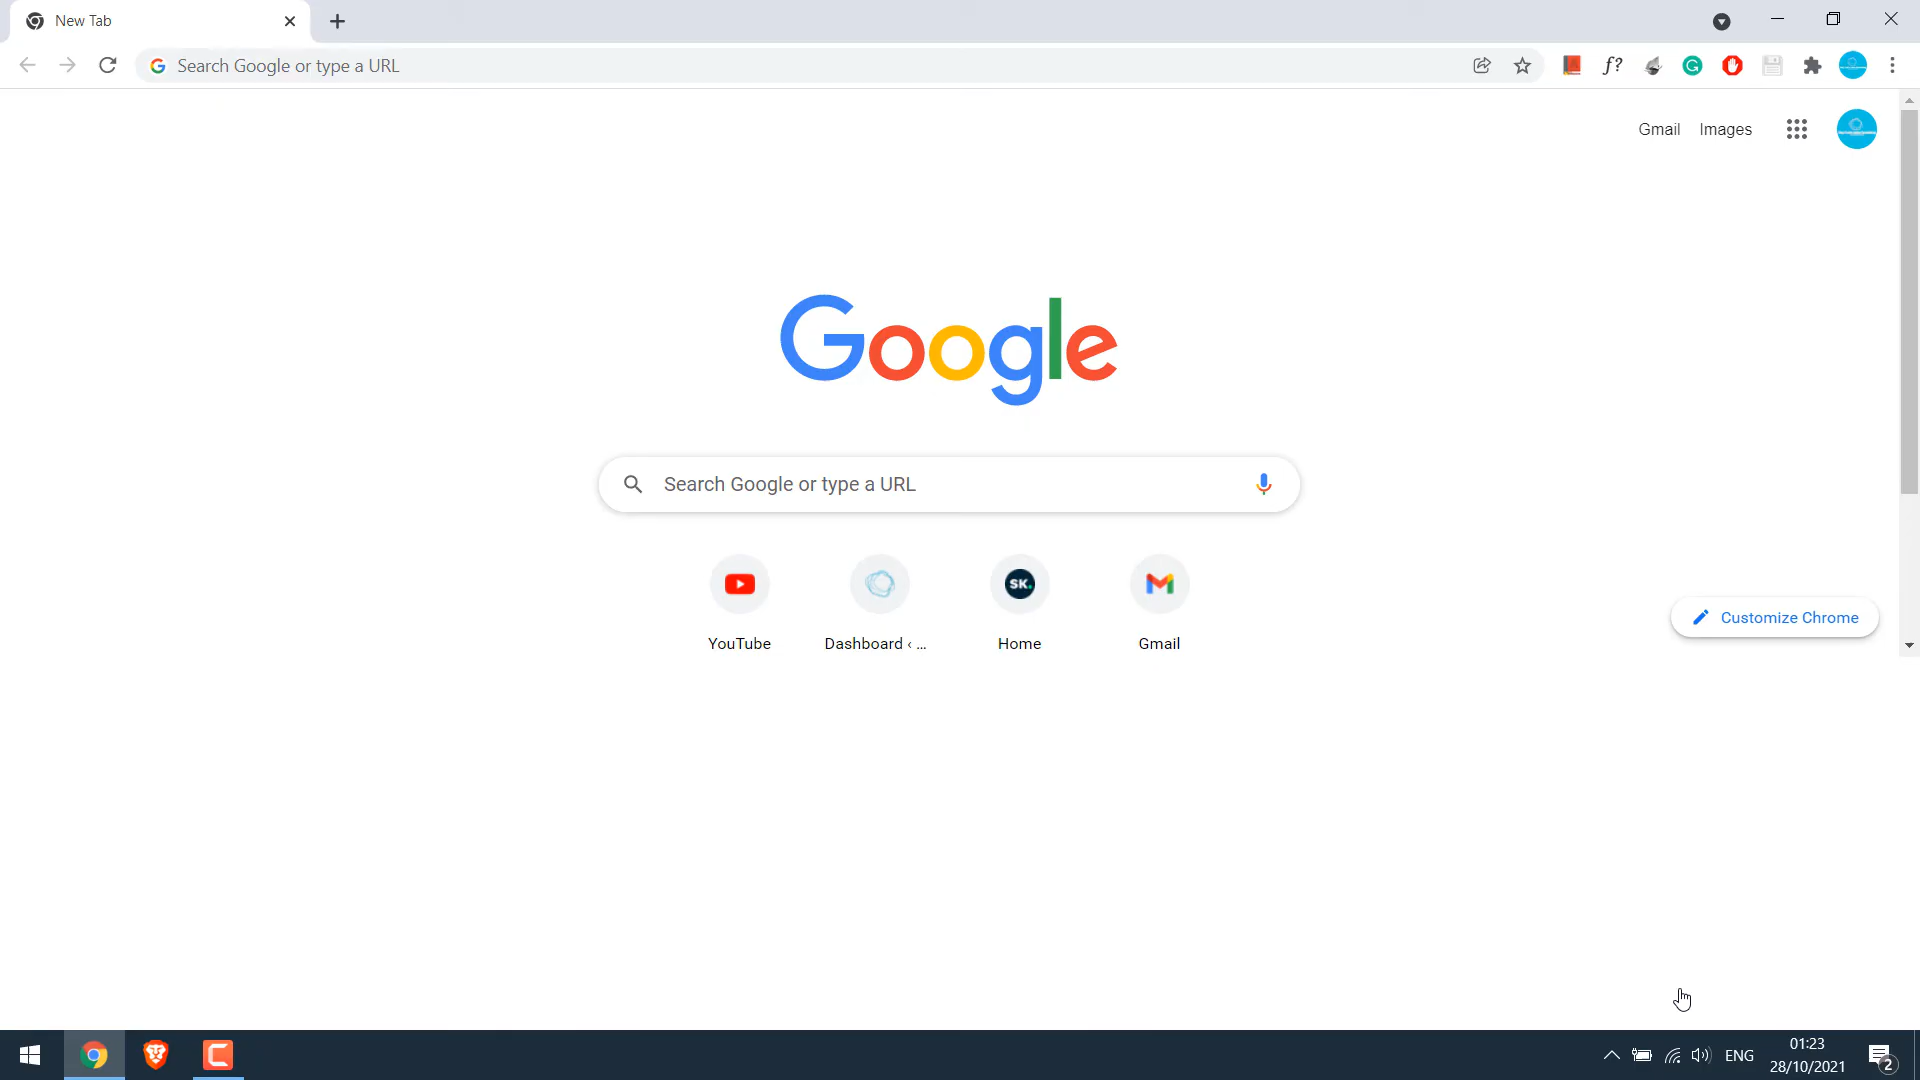 New Tab
Search Google or type a URL
f?
Gmail Images
Google
Search Google or type a URL
SK.
YouTube Dashboard ‹ ... Home Gmail
Customize Chrome
ENG 01:23
28/10/2021 2